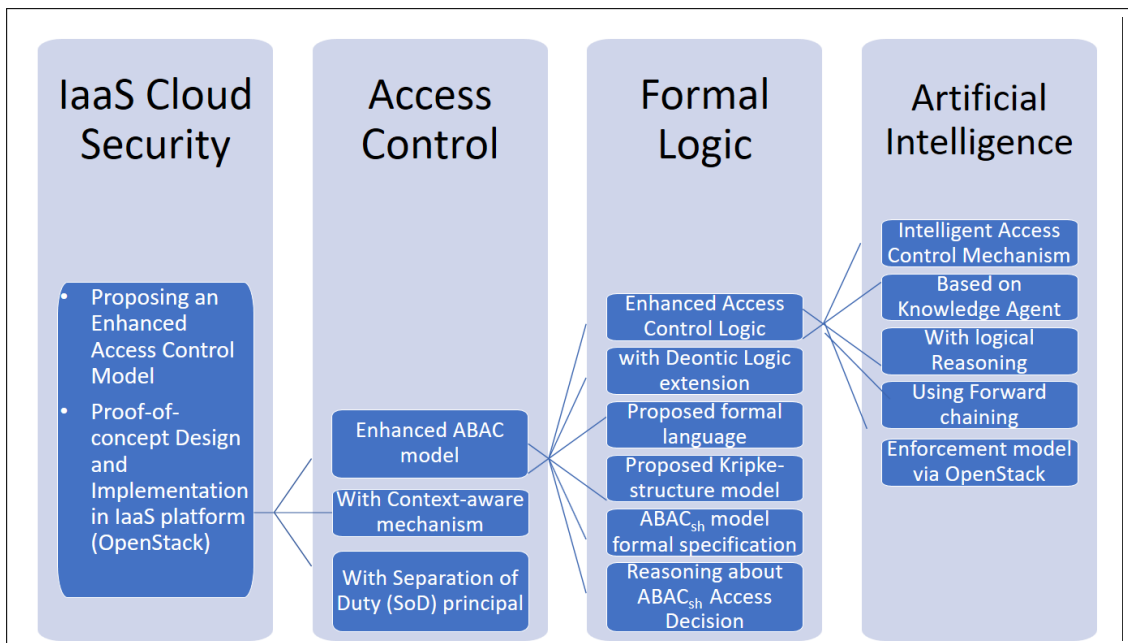 IaaS Cloud
Security
• Proposing an
Enhanced
Access Control
Model
• Proof-of-
concept Design
and
Implementation
in IaaS platform
(OpenStack)
Access
Control
Enhanced ABAC
model
With Context-aware
mechanism
With Separation of
Duty (SoD) principal
Formal
Logic
Enhanced Access
Control Logic
with Deontic Logic
extension
Proposed formal
language
Proposed Kripke-
structure model
ABACsh model
formal specification
Reasoning about
ABACsh Access
Decision
Artificial
Intelligence
Intelligent Access
Control Mechanism
Based on
Knowledge Agent
With logical
Reasoning
Using Forward
chaining
Enforcement model
via OpenStack